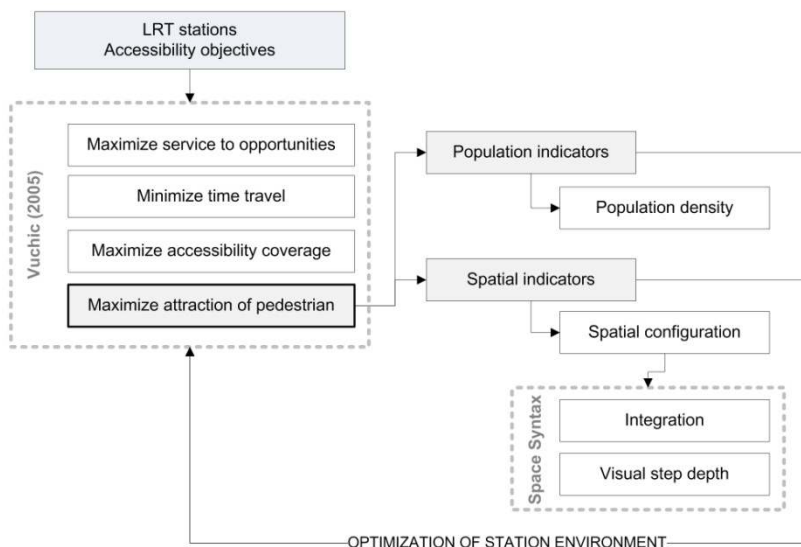 LRT stations
Accessibility objectives
Vuchic (2005)
Maximize service to opportunities
Minimize time travel
Maximize accessibility coverage
Maximize attraction of pedestrian
Population indicators
Population density
Spatial indicators
Spatial configuration
Space Syntax
Integration
Visual step depth
OPTIMIZATION OF STATION ENVIRONMENT